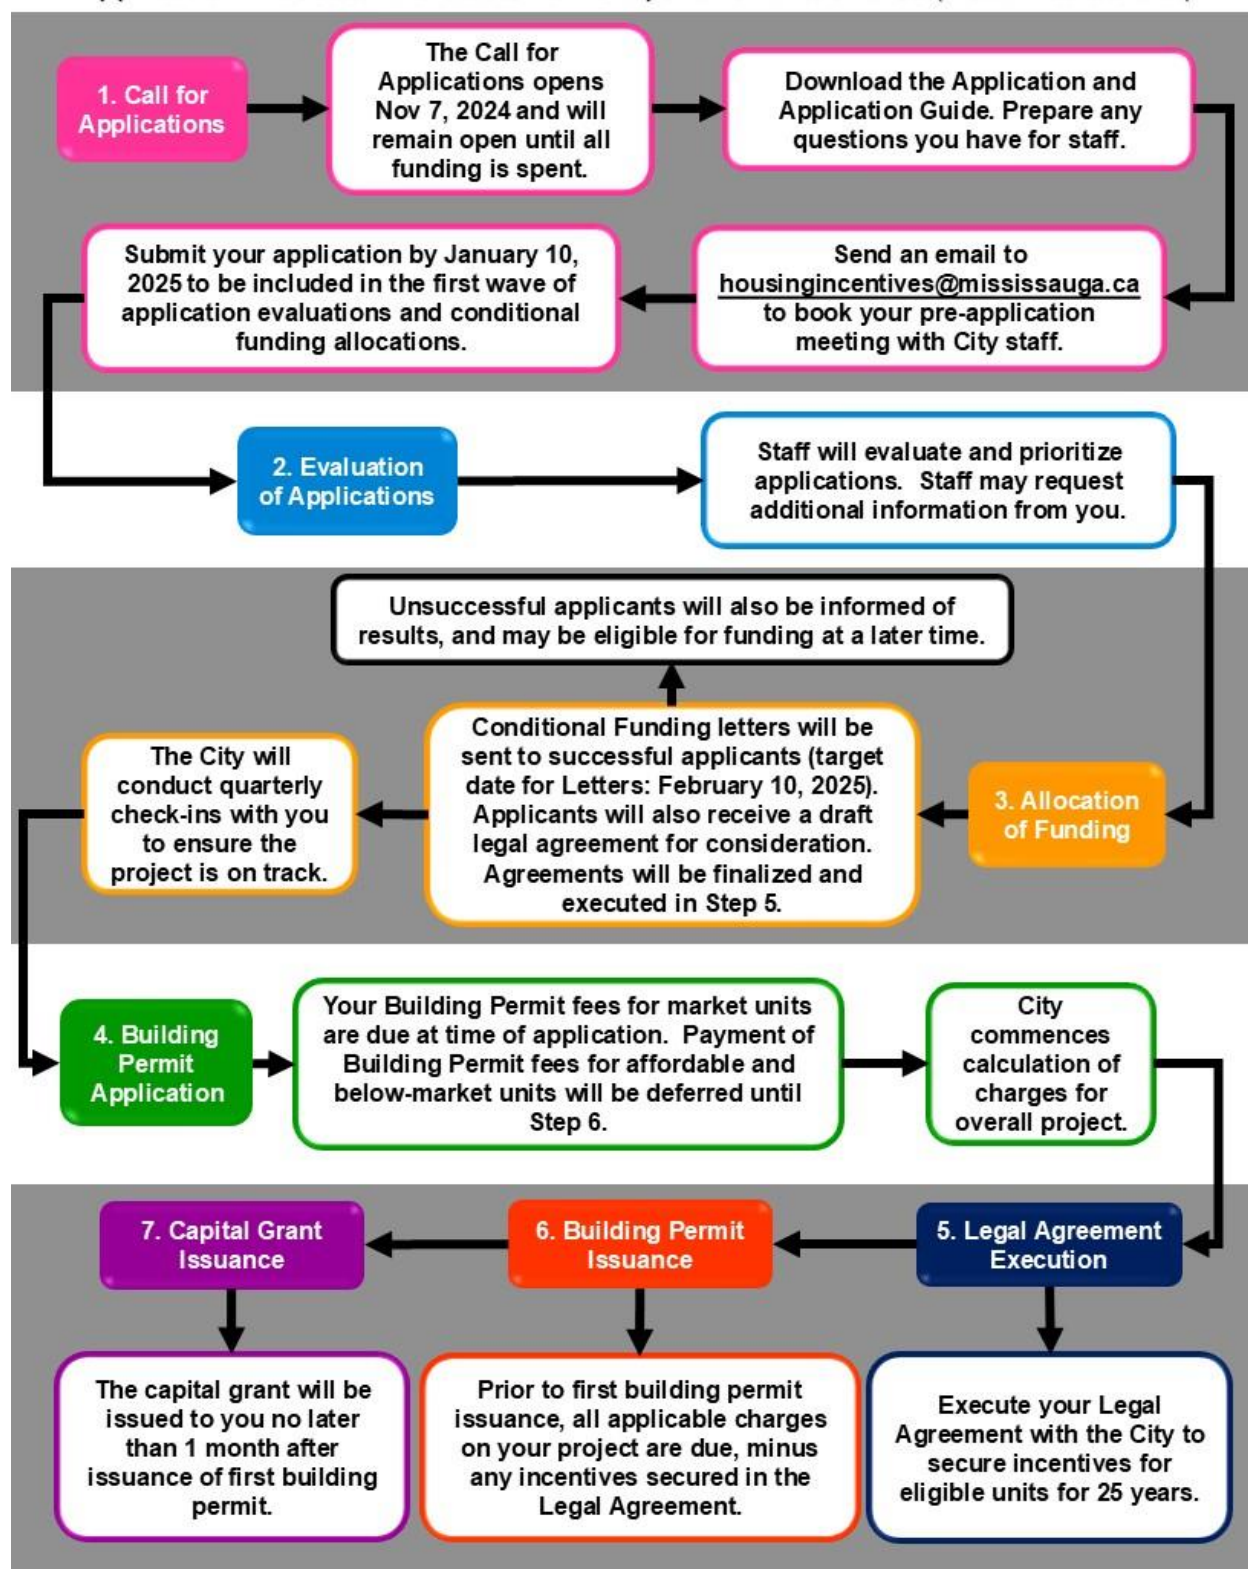 1. Call for
Applications
The Call for
Applications opens
Nov 7, 2024 and will
remain open until all
funding is spent.
Download the Application and
Application Guide. Prepare any
questions you have for staff.
Send an email to
housingincentives@mississauga.ca
to book your pre-application
meeting with City staff.
Submit your application by January 10,
2025 to be included in the first wave of
application evaluations and conditional
funding allocations.
2. Evaluation
of Applications
Staff will evaluate and prioritize
applications. Staff may request
additional information from you.
3. Allocation
of Funding
Conditional Funding letters will be
sent to successful applicants (target
date for Letters: February 10, 2025).
Applicants will also receive a draft
legal agreement for consideration.
Agreements will be finalized and
executed in Step 5.
Unsuccessful applicants will also be informed of
results, and may be eligible for funding at a later time.
The City will
conduct quarterly
check-ins with you
to ensure the
project is on track.
4. Building
Permit
Application
Your Building Permit fees for market units
are due at time of application. Payment of
Building Permit fees for affordable and
below-market units will be deferred until
Step 6.
City
commences
calculation of
charges for
overall project.
5. Legal Agreement
Execution
Execute your Legal
Agreement with the City to
secure incentives for
eligible units for 25 years.
6. Building Permit
Issuance
Prior to first building permit
issuance, all applicable charges
on your project are due, minus
any incentives secured in the
Legal Agreement.
7. Capital Grant
Issuance
The capital grant will be
issued to you no later
than 1 month after
issuance of first building
permit.